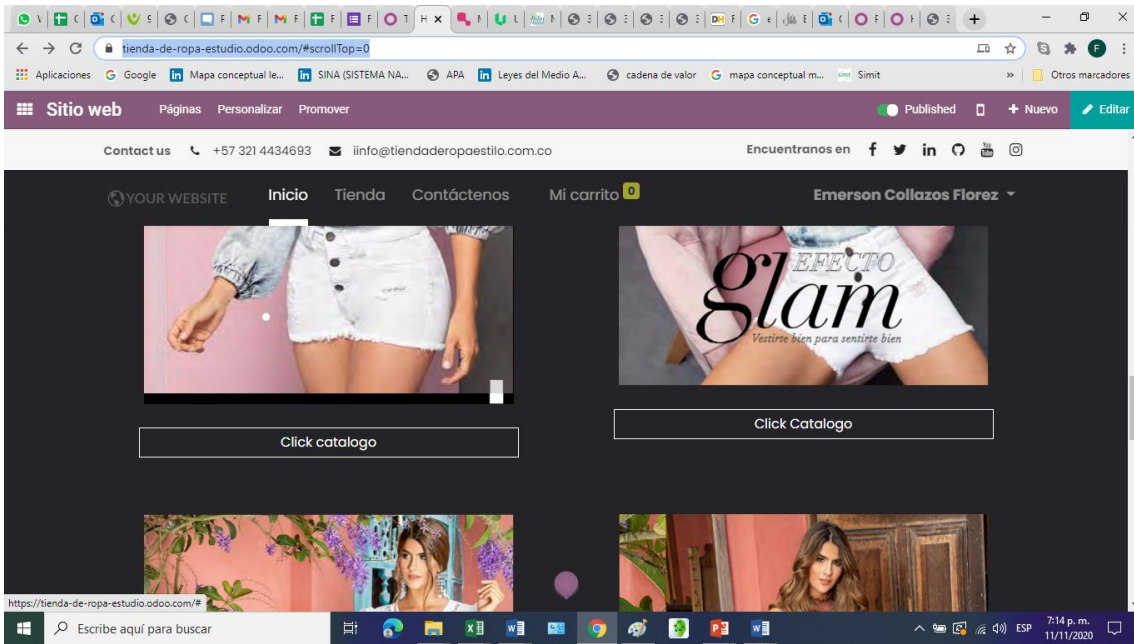 tienda-de-ropa-estudio.odoo.com/#scrollTop=0
Aplicaciones Google Mapa conceptual le... SINA (SISTEMA NA... APA Leyes del Medio A... cadena de valor mapa conceptual m... Simit » Otros marcadores
Sitio web Páginas Personalizar Promover Published + Nuevo Editar
Contact us +57 321 4434693 iinfo@tiendaderopaestilo.com.co Encuentranos en
YOUR WEBSITE Inicio Tienda Contáctenos Mi carrito 0 Emerson Collazos Florez
EFECTO
glam
Vestirte bien para sentirte bien
Click catalogo
Click Catalogo
https://tienda-de-ropa-estudio.odoo.com/#
Escribe aquí para buscar
ESP
7:14 p. m.
11/11/2020